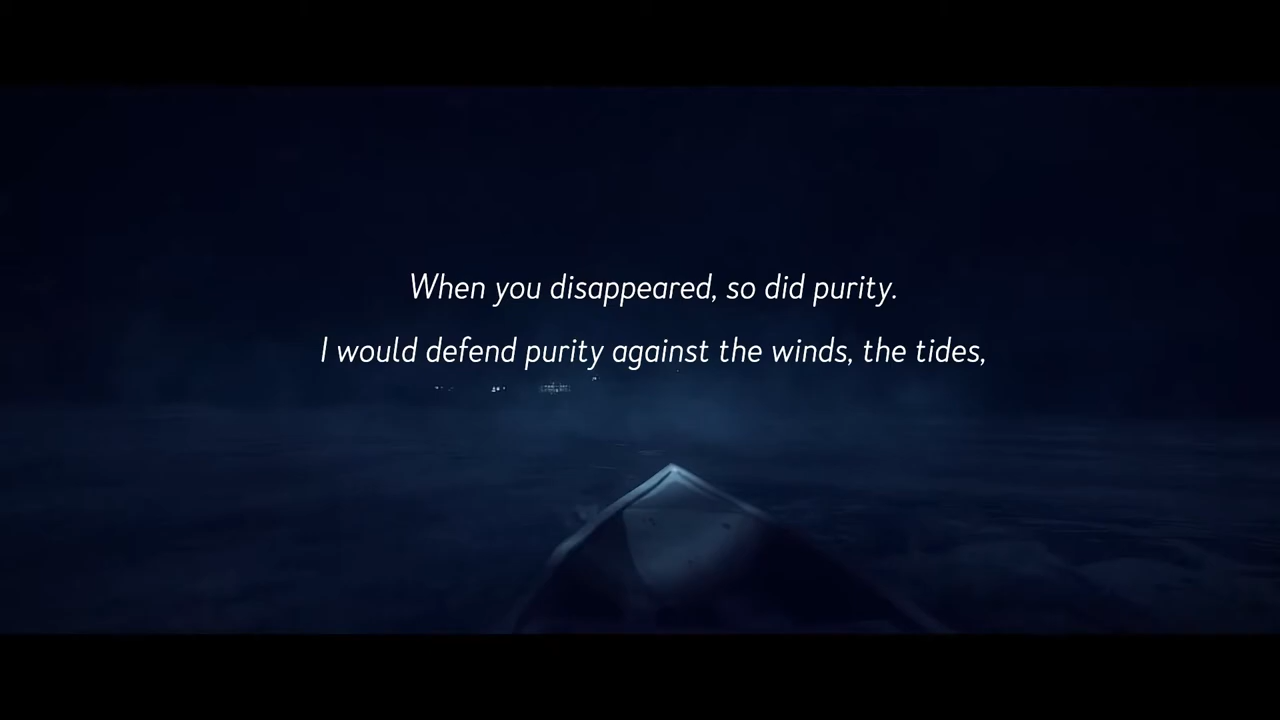 When you disappeared, so did purity.
I would defend purity against the winds, the tides,